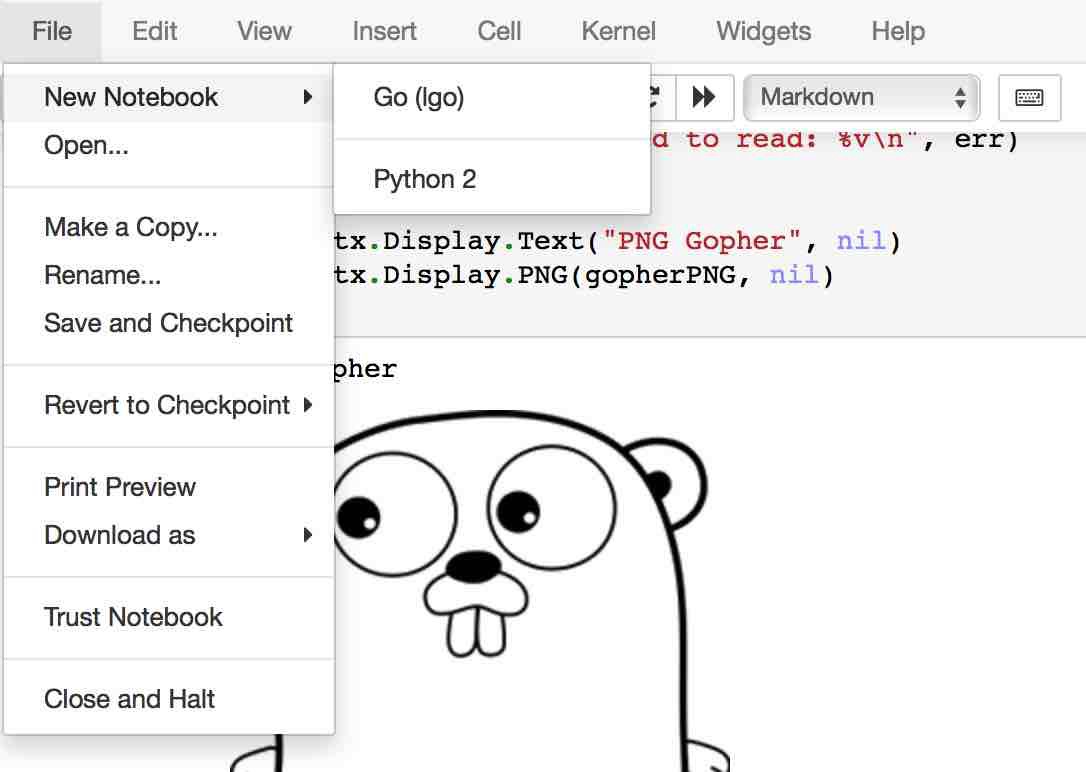 File Edit View Insert Cell Kernel Widgets Help
New Notebook
Go (lgo)
Markdown
Open...
d to read: %v\n", err)
Python 2
Make a Copy...
tx.Display.Text("PNG Gopher", nil)
Rename...
tx.Display.PNG(gopherPNG, nil)
Save and Checkpoint
pher
Revert to Checkpoint
Print Preview
Download as
Trust Notebook
Close and Halt